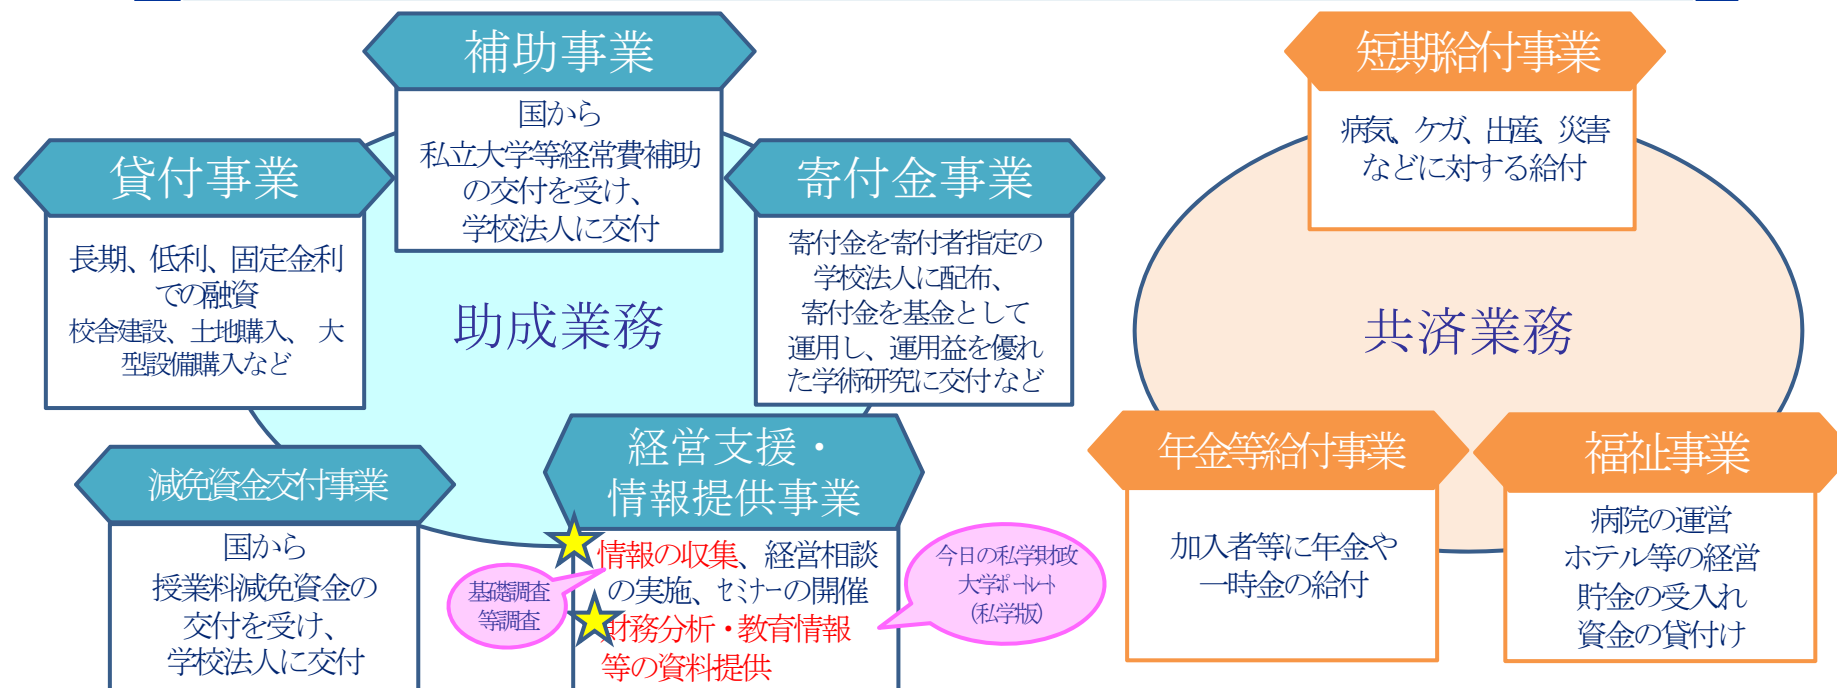 補助事業
国から
私立大学等経常費補助
の交付を受け、
学校法人に交付
貸付事業
長期、低利、固定金利
での融資
校舎建設、土地購入、 大
型設備購入など
寄付金事業
寄付金を寄付者指定の
学校法人に配布、
寄付金を基金として
運用し、運用益を優れ
た学術研究に交付など
助成業務
減免資金交付事業
国から
授業料減免資金の
交付を受け、
学校法人に交付
経営支援・
情報提供事業
情報の収集、経営相談
の実施、セミナーの開催
財務分析・教育情報
等の資料提供
基礎調査
等調査
今日の私学財政
大学ポートレート
(私学版)
短期給付事業
病気、ケガ、出産、災害
などに対する給付
共済業務
年金等給付事業
加入者等に年金や
一時金の給付
福祉事業
病院の運営
ホテル等の経営
貯金の受入れ
資金の貸付け